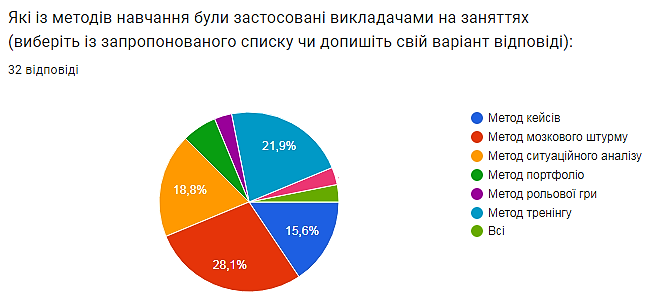 Які із методів навчання були застосовані викладачами на заняттях
(виберіть із запропонованого списку чи допишіть свій варіант відповіді):
32 відповіді
21,9%
18,8%
15,6%
28,1%
Метод кейсів
Метод мозкового штурму
Метод ситуаційного аналізу
Метод портфоліо
Метод рольової гри
Метод тренінгу
Всі